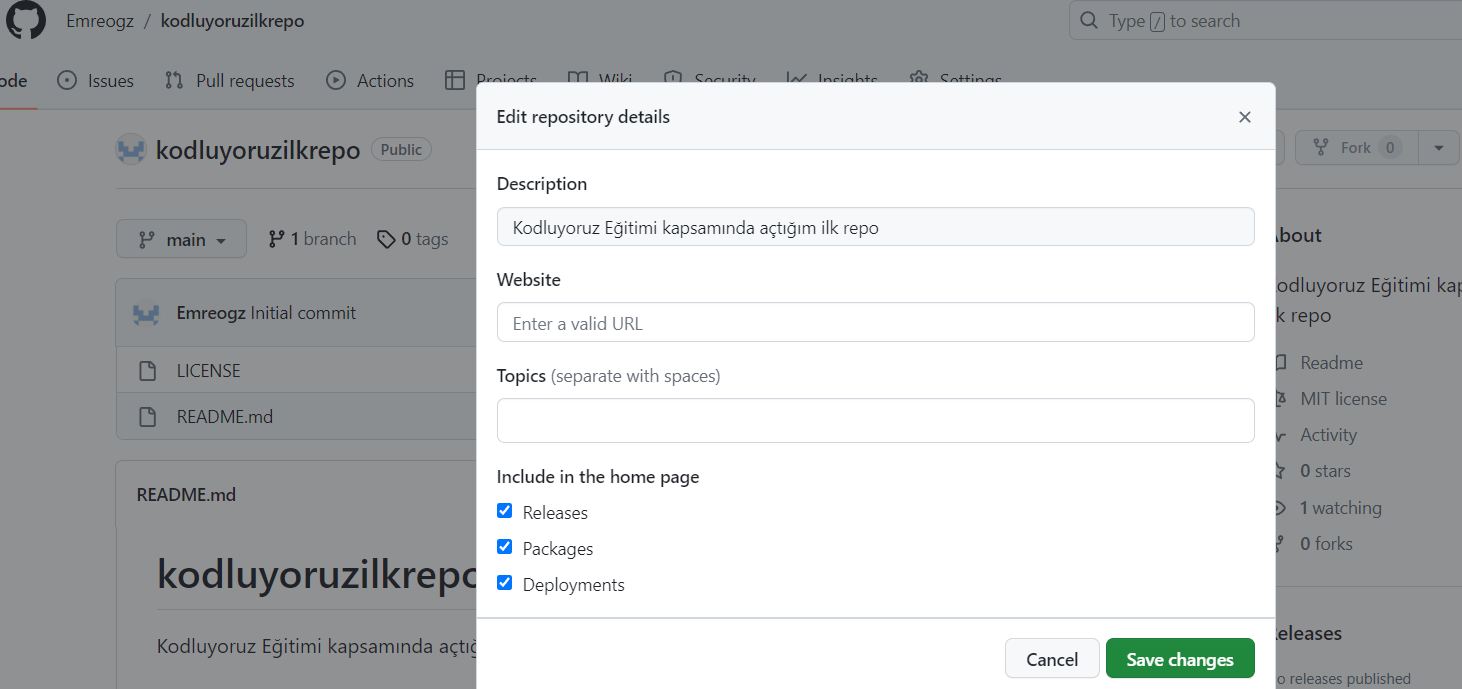 Emreogz / kodluyoruzilkrepo
Type / to search
ode Issues Pull requests Actions Projects Wiki Security Insights Settings
Edit repository details
kodluyoruzilkrepo Public
Fork 0
Description
Kodluyoruz Eğitimi kapsamında açtığım ilk repo
main 1 branch 0 tags
Website
Enter a valid URL
Emreogz Initial commit
LICENSE
README.md
Topics (separate with spaces)
Include in the home page
Releases
Packages
Deployments
Cancel Save changes
README.md
kodluyoruzilkrepo
Kodluyoruz Eğitimi kapsamında açtığ
About
odluyoruz Eğitimi kap
k repo
Readme
MIT license
Activity
0 stars
1 watching
0 forks
eleases
o releases published